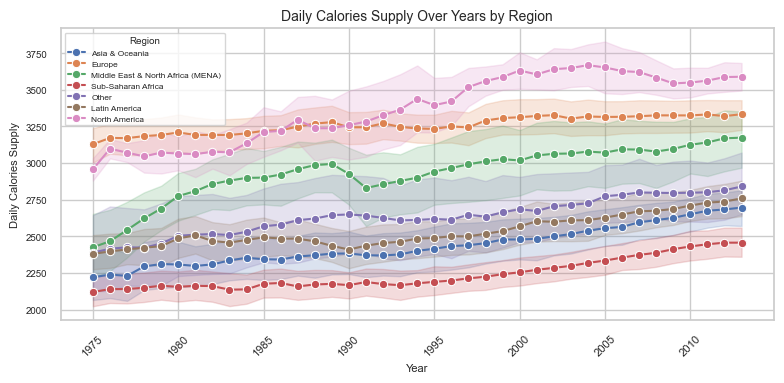 Daily Calories Supply Over Years by Region
Daily Calories Supply
3750
3500
3250
3000
2750
2500
2250
2000
Region
Asia & Oceania
Europe
Middle East & North Africa (MENA)
Sub-Saharan Africa
Other
Latin America
North America
1975
1980
1985
1990
1995
2000
2005
2010
Year